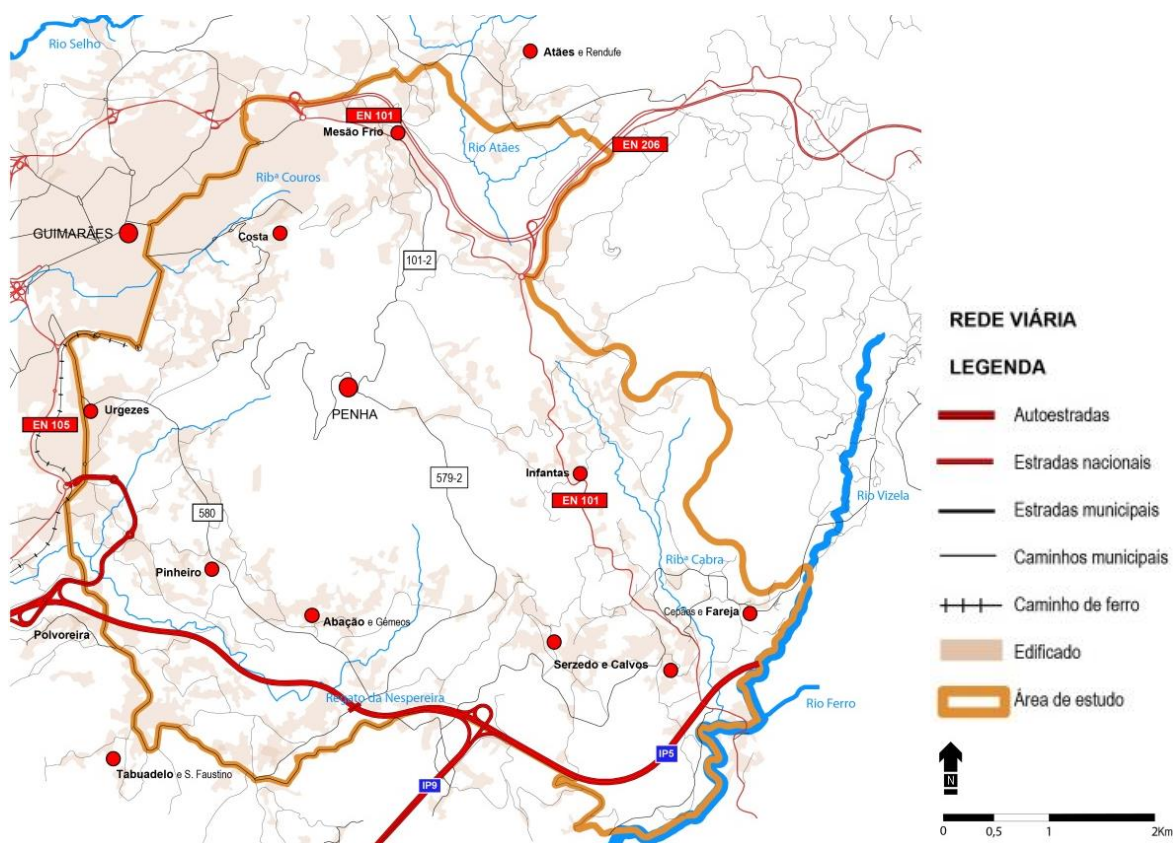 Rio Selho
Atães e Rendufe
EN 101
Mesão Frio
Rio Atães
EN 206
Ribª Couros
GUIMARÃES
Costa
101-2
REDE VIÁRIA
LEGENDA
Autoestradas
Estradas nacionais
Estradas municipais
Caminhos municipais
Caminho de ferro
Edificado
Área de estudo
N
0 0,5 1 2Km
PENHA
Urgezes
EN 105
Infantas
579-2
EN 101
Rio Vizela
580
Pinheiro
Ribª Cabra
Abação e Gémeos
Cepães e Fareja
Polvoreira
Serzedo e Calvos
Regato da Nespereira
Rio Ferro
IP5
Tabuadelo e S. Faustino
IP9